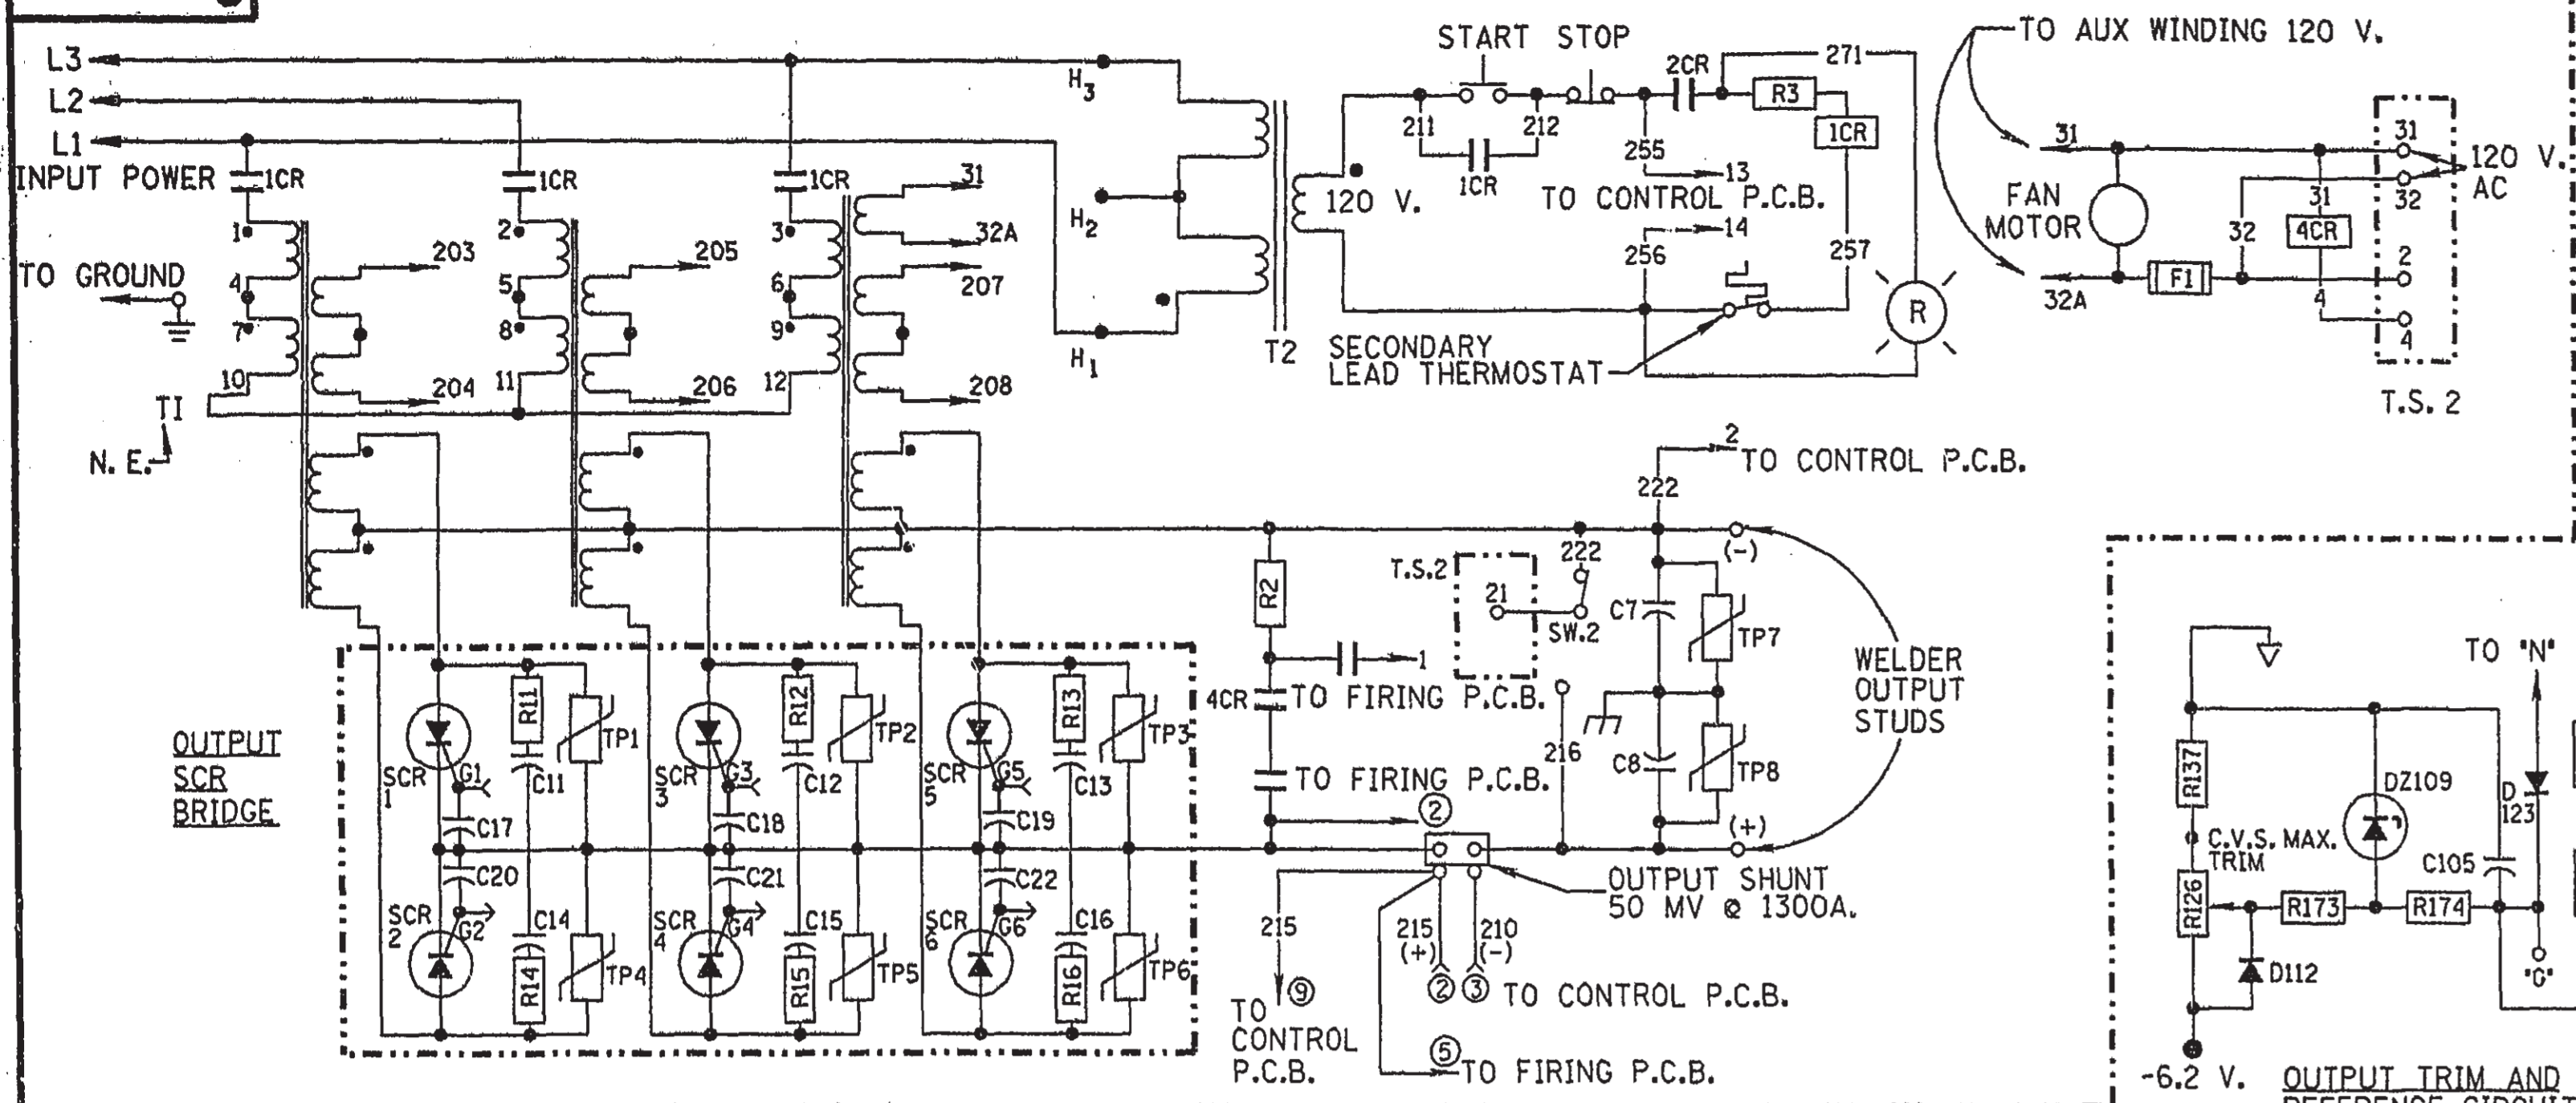 START STOP
TO AUX WINDING 120 V.
L3
L2
L1
INPUT POWER
H3
H2
H1
1CR
1CR
1CR
31
32A
1
4
7
10
2
5
8
11
3
6
9
12
203
204
205
206
207
208
TO GROUND
T1
N. E.
2CR
271
R3
1CR
211
212
1CR
255
13
TO CONTROL P.C.B.
14
256
257
120 V.
T2
SECONDARY
LEAD THERMOSTAT
R
31
FAN
MOTOR
32A
F1
32
31
4CR
4
31
32
2
4
120 V.
AC
T.S. 2
2
TO CONTROL P.C.B.
222
(-)
222
T.S.2
21
SW.2
R2
1
TO FIRING P.C.B.
4CR
TO FIRING P.C.B.
2
216
C7
TP7
C8
TP8
(+)
WELDER
OUTPUT
STUDS
OUTPUT SHUNT
50 MV @ 1300A.
215
215
(+)
210
(-)
2
3
TO CONTROL P.C.B.
9
TO
CONTROL
P.C.B.
5
TO FIRING P.C.B.
OUTPUT
SCR
BRIDGE
R11
TP1
SCR
1
G1
C11
C17
R12
TP2
SCR
3
G3
C12
C18
R13
TP3
SCR
5
G5
C13
C19
C20
SCR
2
G2
C14
R14
TP4
C21
SCR
4
G4
C15
R15
TP5
C22
SCR
6
G6
C16
R16
TP6
TO "N"
R137
DZ109
D
123
C.V.S. MAX.
TRIM
C105
R126
R173
R174
D112
"G"
-6.2 V.
OUTPUT TRIM AND
REFERENCE CIRCUIT